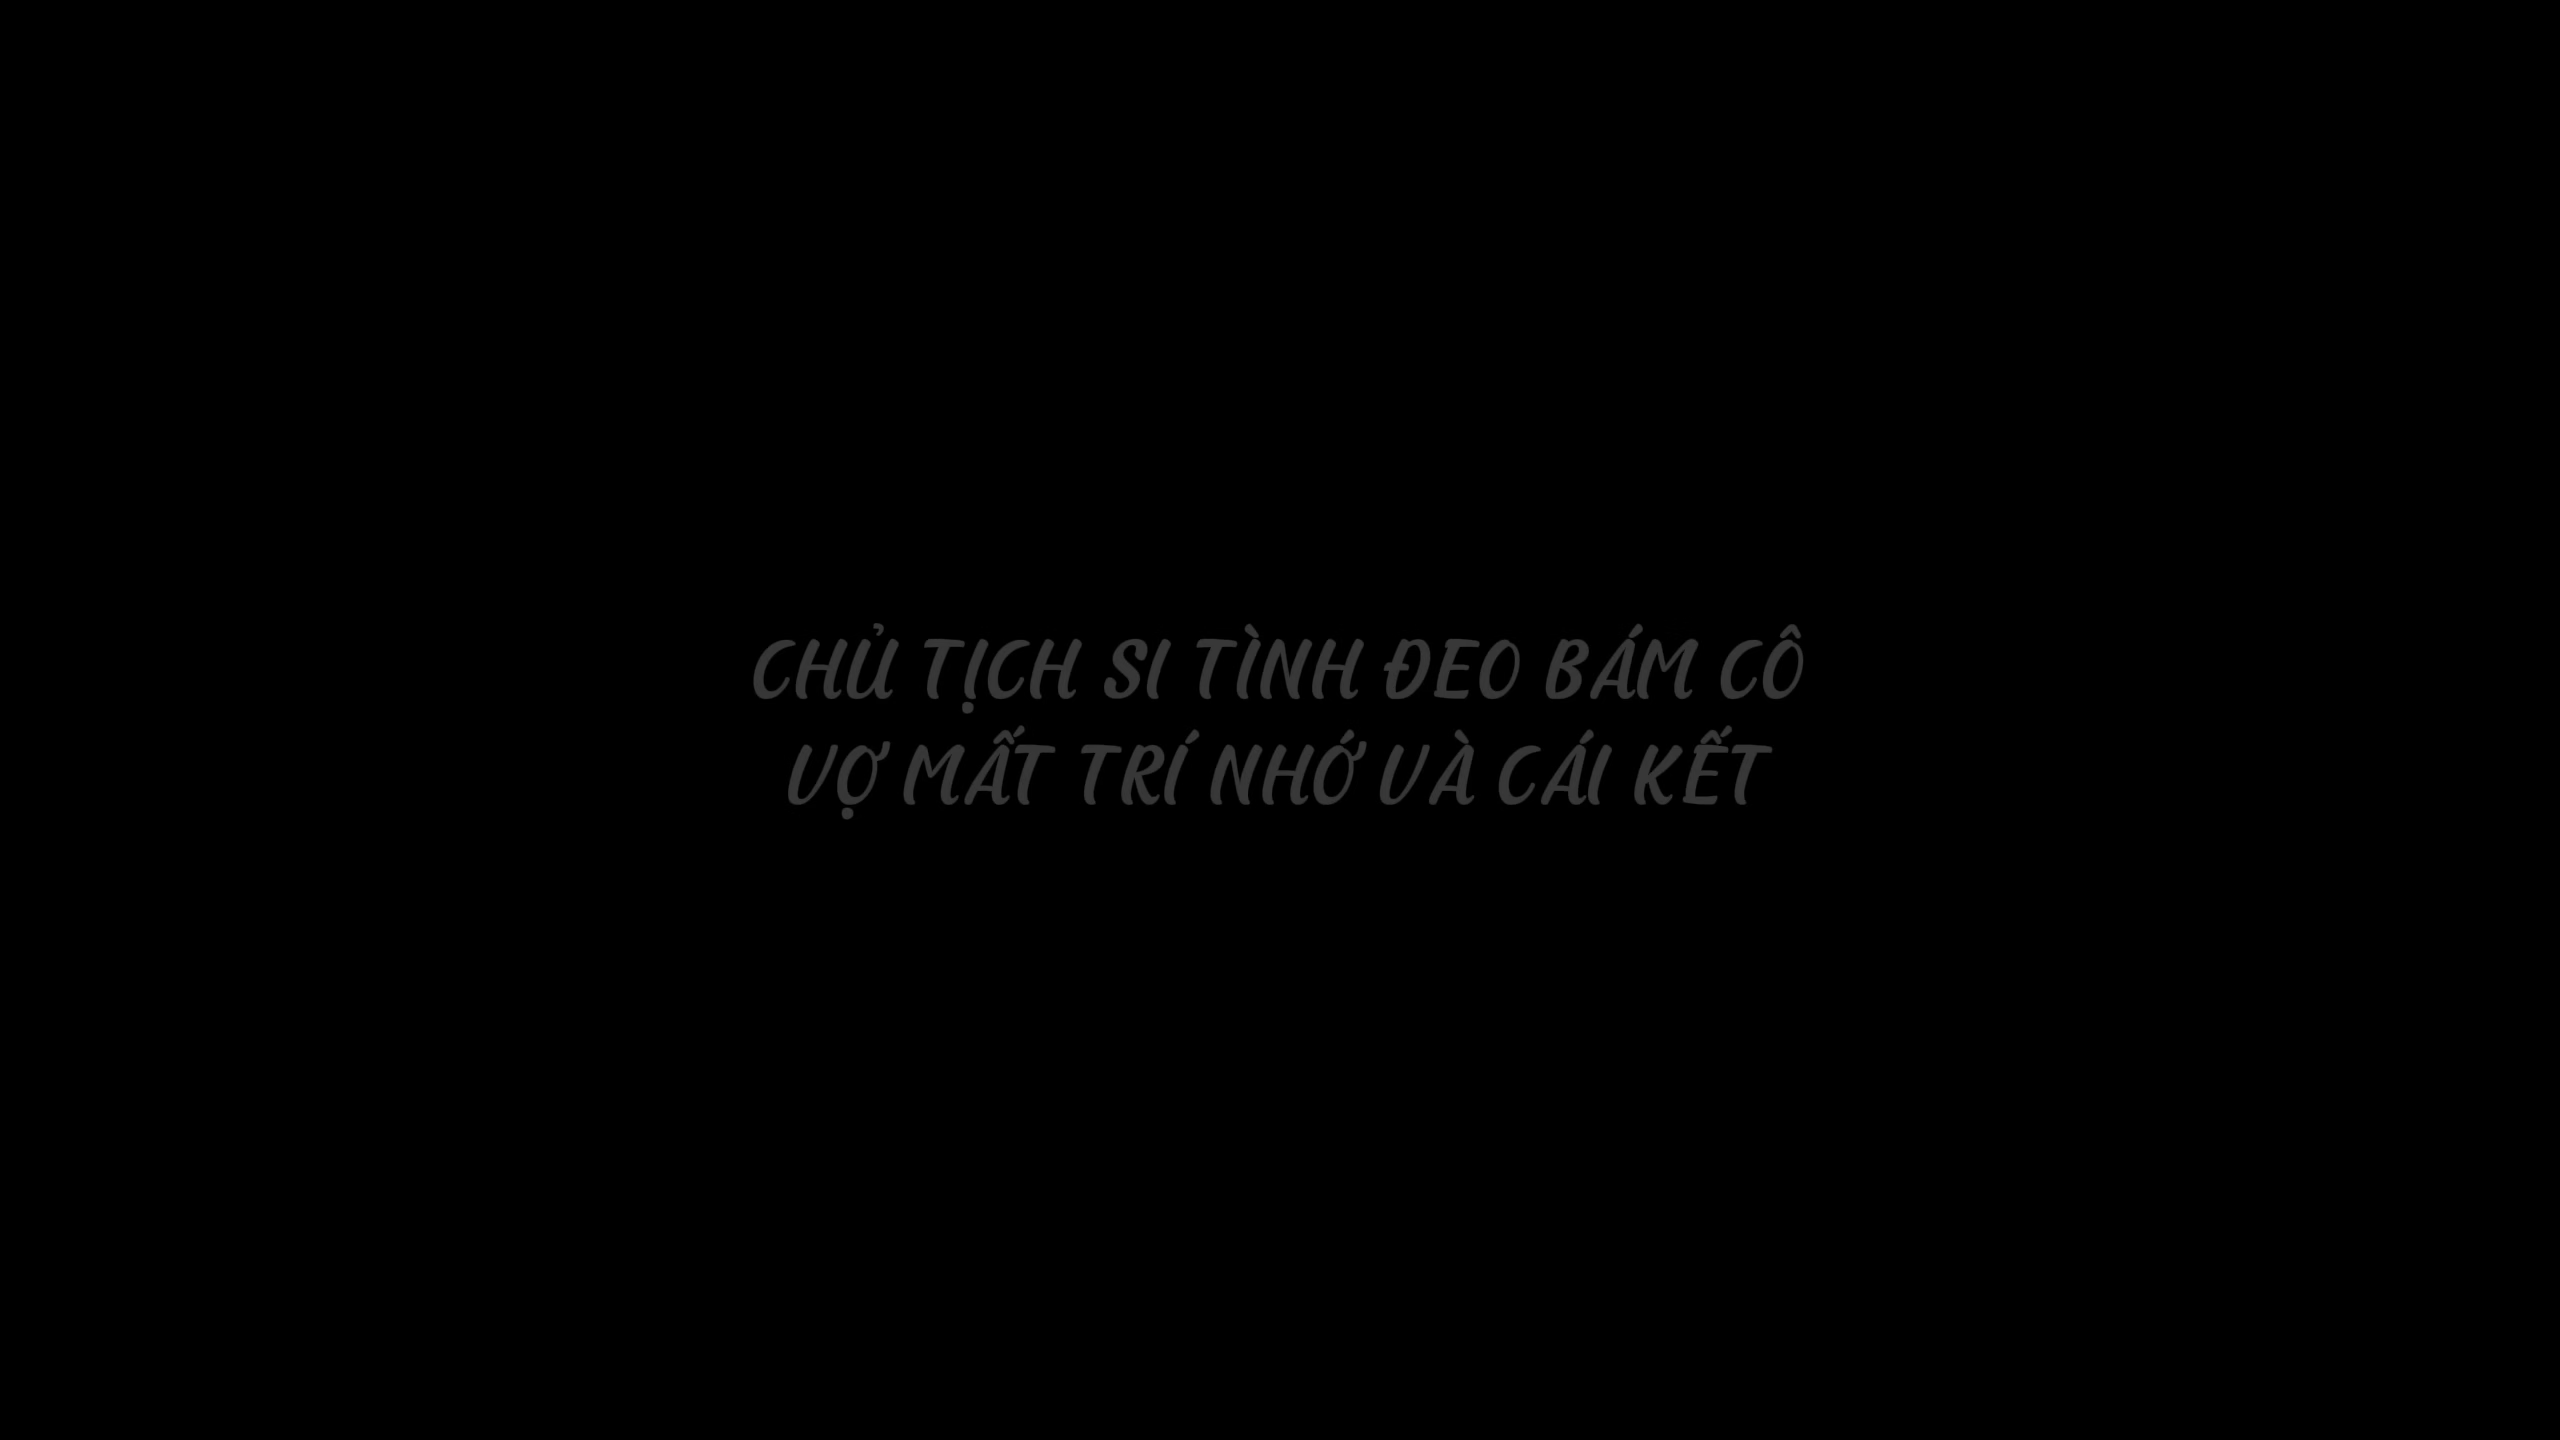 CHỦ TỊCH SI TÌNH ĐEO BÁM CÔ
VỢ MẤT TRÍ NHỚ VÀ CÁI KẾT